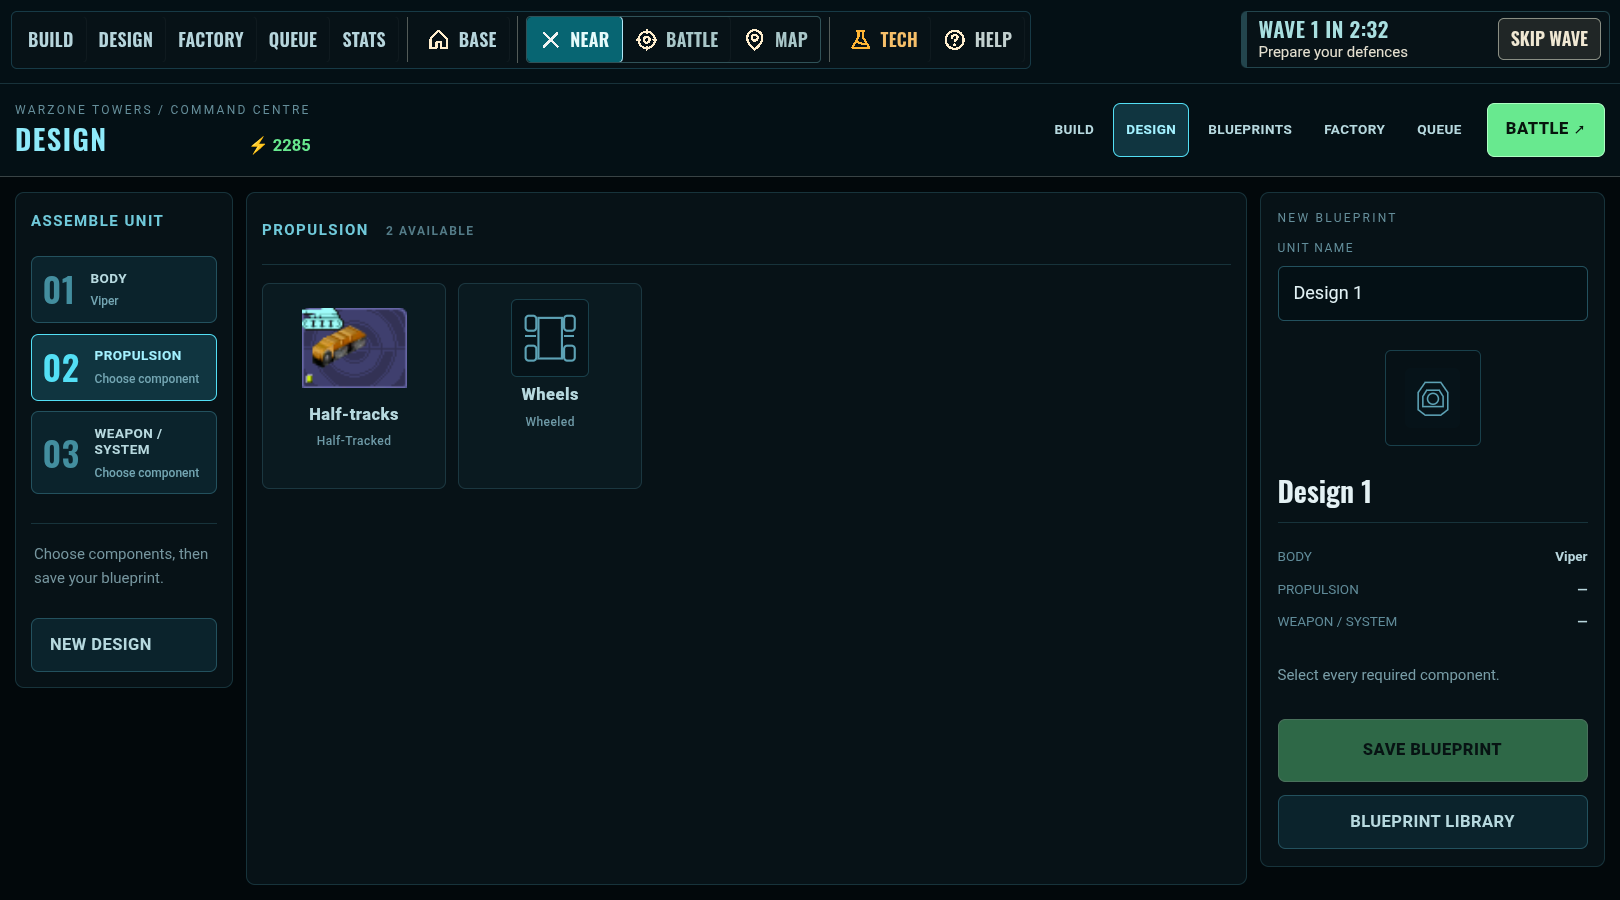 BUILD DESIGN FACTORY QUEUE STATS BASE NEAR BATTLE MAP TECH HELP
WAVE 1 IN 2:32
Prepare your defences
SKIP WAVE
WARZONE TOWERS / COMMAND CENTRE
DESIGN
⚡ 2285
BUILD DESIGN BLUEPRINTS FACTORY QUEUE BATTLE ↗
ASSEMBLE UNIT
01 BODY
Viper
02 PROPULSION
Choose component
03 WEAPON /
SYSTEM
Choose component
Choose components, then
save your blueprint.
NEW DESIGN
PROPULSION 2 AVAILABLE
Half-tracks
Half-Tracked
Wheels
Wheeled
NEW BLUEPRINT
UNIT NAME
Design 1
Design 1
BODY Viper
PROPULSION –
WEAPON / SYSTEM –
Select every required component.
SAVE BLUEPRINT
BLUEPRINT LIBRARY